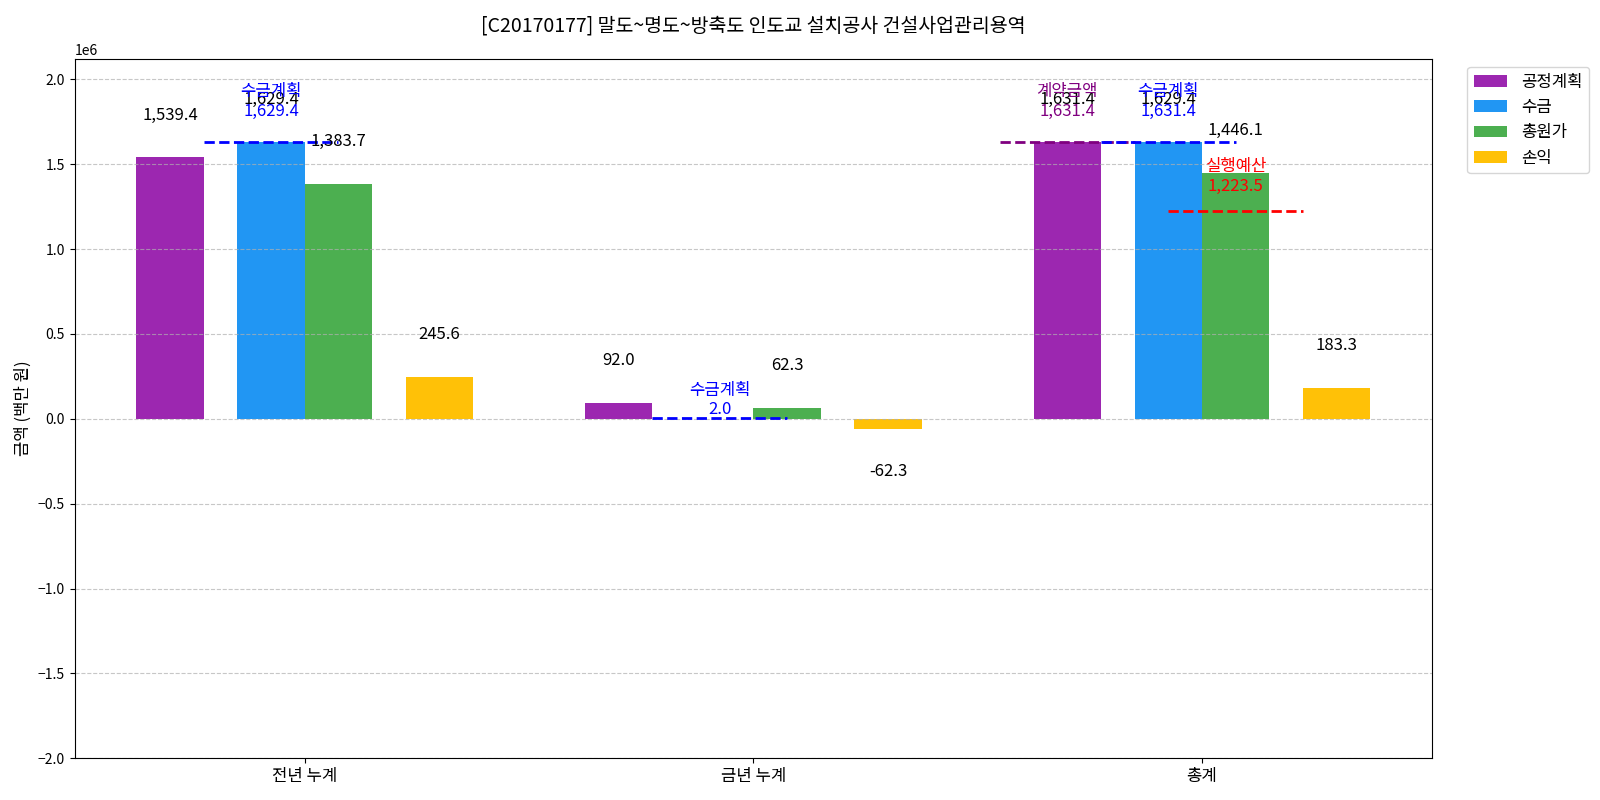 [C20170177] 말도~명도~방축도 인도교 설치공사 건설사업관리용역
1e6
금액 (백만 원)
2.0
1.5
1.0
0.5
0.0
−0.5
−1.0
−1.5
−2.0
1,539.4
수금계획
1,629.4
1,629.4
1,383.7
245.6
92.0
수금계획
2.0
62.3
-62.3
계약금액
1,631.4
1,631.4
수금계획
1,629.4
1,631.4
1,446.1
실행예산
1,223.5
183.3
전년 누계
금년 누계
총계
공정계획
수금
총원가
손익